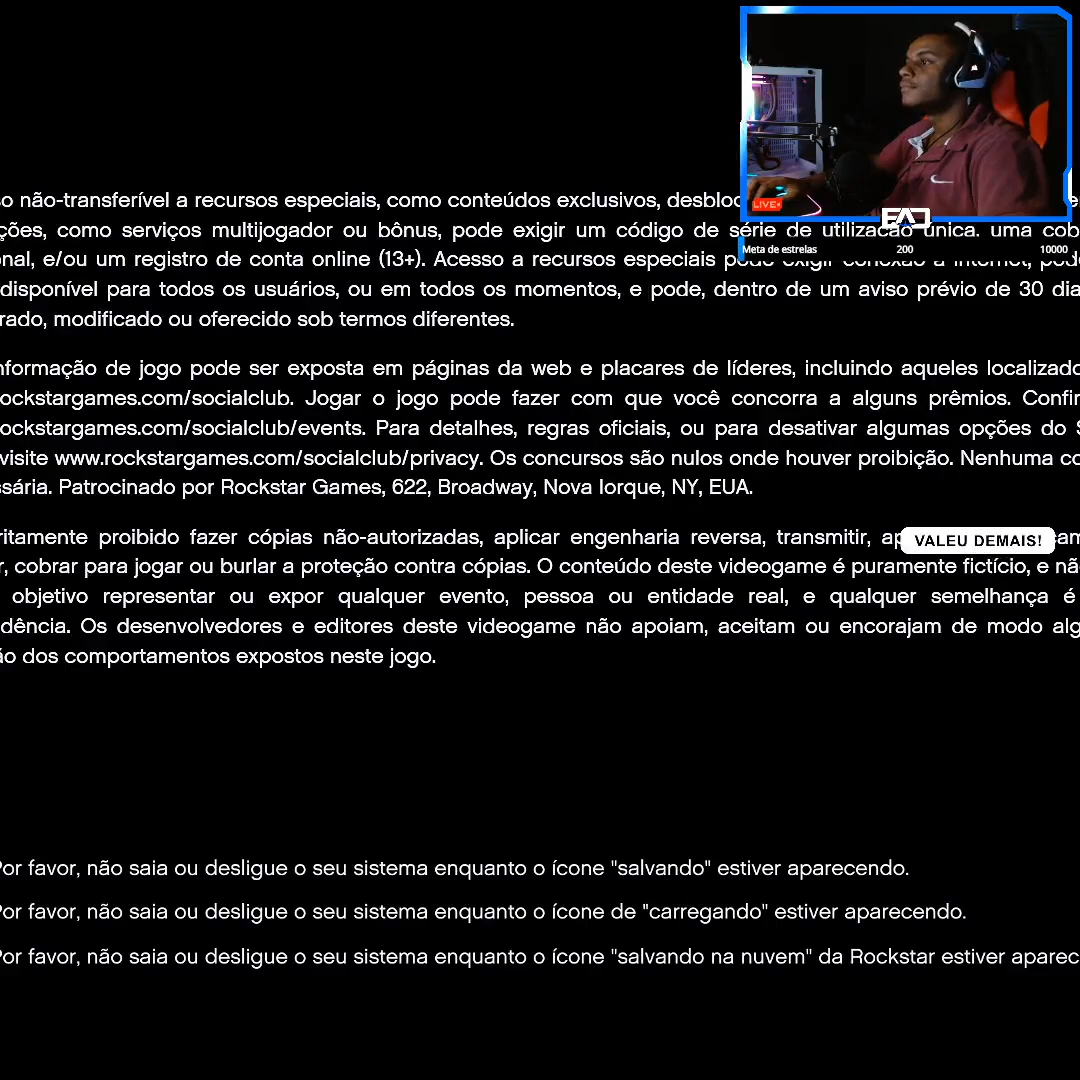 so não-transferível a recursos especiais, como conteúdos exclusivos, desbloq
ções, como serviços multijogador ou bônus, pode exigir um código de série de utilização única, uma cob
nal, e/ou um registro de conta online (13+). Acesso a recursos especiais pode exigir conexão à internet, pode
disponível para todos os usuários, ou em todos os momentos, e pode, dentro de um aviso prévio de 30 dia
rado, modificado ou oferecido sob termos diferentes.
nformação de jogo pode ser exposta em páginas da web e placares de líderes, incluindo aqueles localizado
ockstargames.com/socialclub. Jogar o jogo pode fazer com que você concorra a alguns prêmios. Confir
ockstargames.com/socialclub/events. Para detalhes, regras oficiais, ou para desativar algumas opções do S
visite www.rockstargames.com/socialclub/privacy. Os concursos são nulos onde houver proibição. Nenhuma co
ssária. Patrocinado por Rockstar Games, 622, Broadway, Nova Iorque, NY, EUA.
ritamente proibido fazer cópias não-autorizadas, aplicar engenharia reversa, transmitir, ap
r, cobrar para jogar ou burlar a proteção contra cópias. O conteúdo deste videogame é puramente fictício, e nã
objetivo representar ou expor qualquer evento, pessoa ou entidade real, e qualquer semelhança é
dência. Os desenvolvedores e editores deste videogame não apoiam, aceitam ou encorajam de modo alg
ão dos comportamentos expostos neste jogo.
Por favor, não saia ou desligue o seu sistema enquanto o ícone "salvando" estiver aparecendo.
Por favor, não saia ou desligue o seu sistema enquanto o ícone de "carregando" estiver aparecendo.
Por favor, não saia ou desligue o seu sistema enquanto o ícone "salvando na nuvem" da Rockstar estiver aparec
LIVE
Meta de estrelas 200 10000
VALEU DEMAIS!